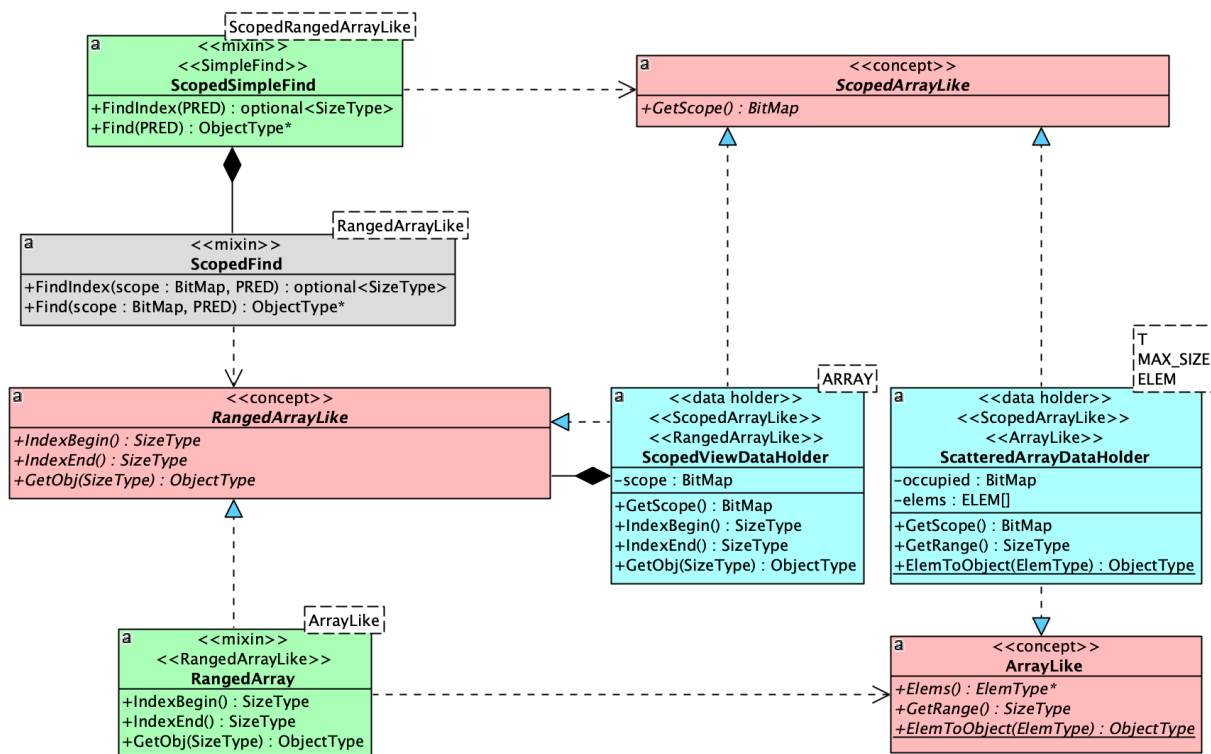 ScopedRangedArrayLike
a
<<mixin>>
<<SimpleFind>>
ScopedSimpleFind
+FindIndex(PRED) : optional<SizeType>
+Find(PRED) : ObjectType*
a
<<concept>>
ScopedArrayLike
+GetScope() : BitMap
RangedArrayLike
a
<<mixin>>
ScopedFind
+FindIndex(scope : BitMap, PRED) : optional<SizeType>
+Find(scope : BitMap, PRED) : ObjectType*
a
<<concept>>
RangedArrayLike
+IndexBegin() : SizeType
+IndexEnd() : SizeType
+GetObj(SizeType) : ObjectType
ARRAY
a
<<data holder>>
<<ScopedArrayLike>>
<<RangedArrayLike>>
ScopedViewDataHolder
-scope : BitMap
+GetScope() : BitMap
+IndexBegin() : SizeType
+IndexEnd() : SizeType
+GetObj(SizeType) : ObjectType
T
MAX_SIZE
ELEM
a
<<data holder>>
<<ScopedArrayLike>>
<<ArrayLike>>
ScatteredArrayDataHolder
-occupied : BitMap
-elems : ELEM[]
+GetScope() : BitMap
+GetRange() : SizeType
+ElemToObject(ElemType) : ObjectType
ArrayLike
a
<<mixin>>
<<RangedArrayLike>>
RangedArray
+IndexBegin() : SizeType
+IndexEnd() : SizeType
+GetObj(SizeType) : ObjectType
a
<<concept>>
ArrayLike
+Elems() : ElemType*
+GetRange() : SizeType
+ElemToObject(ElemType) : ObjectType